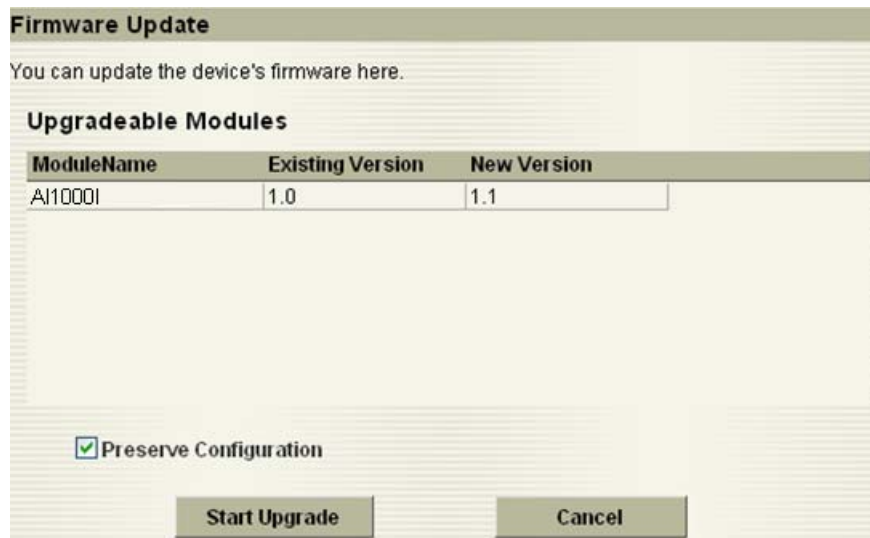 Firmware Update
You can update the device's firmware here.
Upgradeable Modules
ModuleName Existing Version New Version
AI1000I 1.0 1.1
Preserve Configuration
Start Upgrade Cancel